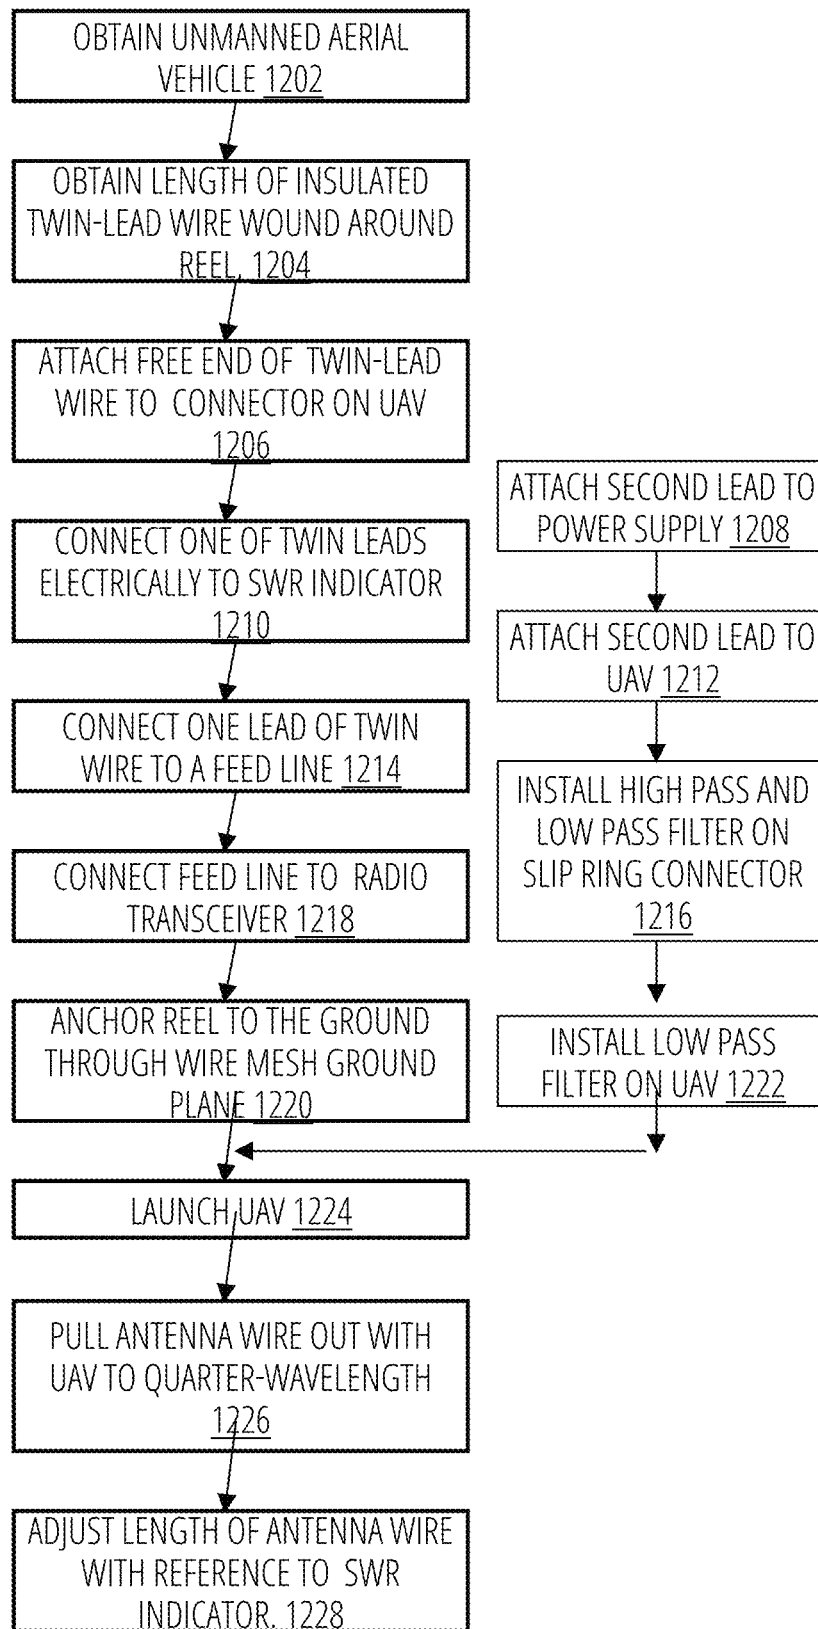 OBTAIN UNMANNED AERIAL
VEHICLE 1202
OBTAIN LENGTH OF INSULATED
TWIN-LEAD WIRE WOUND AROUND
REEL, 1204
ATTACH FREE END OF TWIN-LEAD
WIRE TO CONNECTOR ON UAV
1206
CONNECT ONE OF TWIN LEADS
ELECTRICALLY TO SWR INDICATOR
1210
CONNECT ONE LEAD OF TWIN
WIRE TO A FEED LINE 1214
CONNECT FEED LINE TO RADIO
TRANSCEIVER 1218
ANCHOR REEL TO THE GROUND
THROUGH WIRE MESH GROUND
PLANE 1220
ATTACH SECOND LEAD TO
POWER SUPPLY 1208
ATTACH SECOND LEAD TO
UAV 1212
INSTALL HIGH PASS AND
LOW PASS FILTER ON
SLIP RING CONNECTOR
1216
INSTALL LOW PASS
FILTER ON UAV 1222
LAUNCH UAV 1224
PULL ANTENNA WIRE OUT WITH
UAV TO QUARTER-WAVELENGTH
1226
ADJUST LENGTH OF ANTENNA WIRE
WITH REFERENCE TO SWR
INDICATOR. 1228